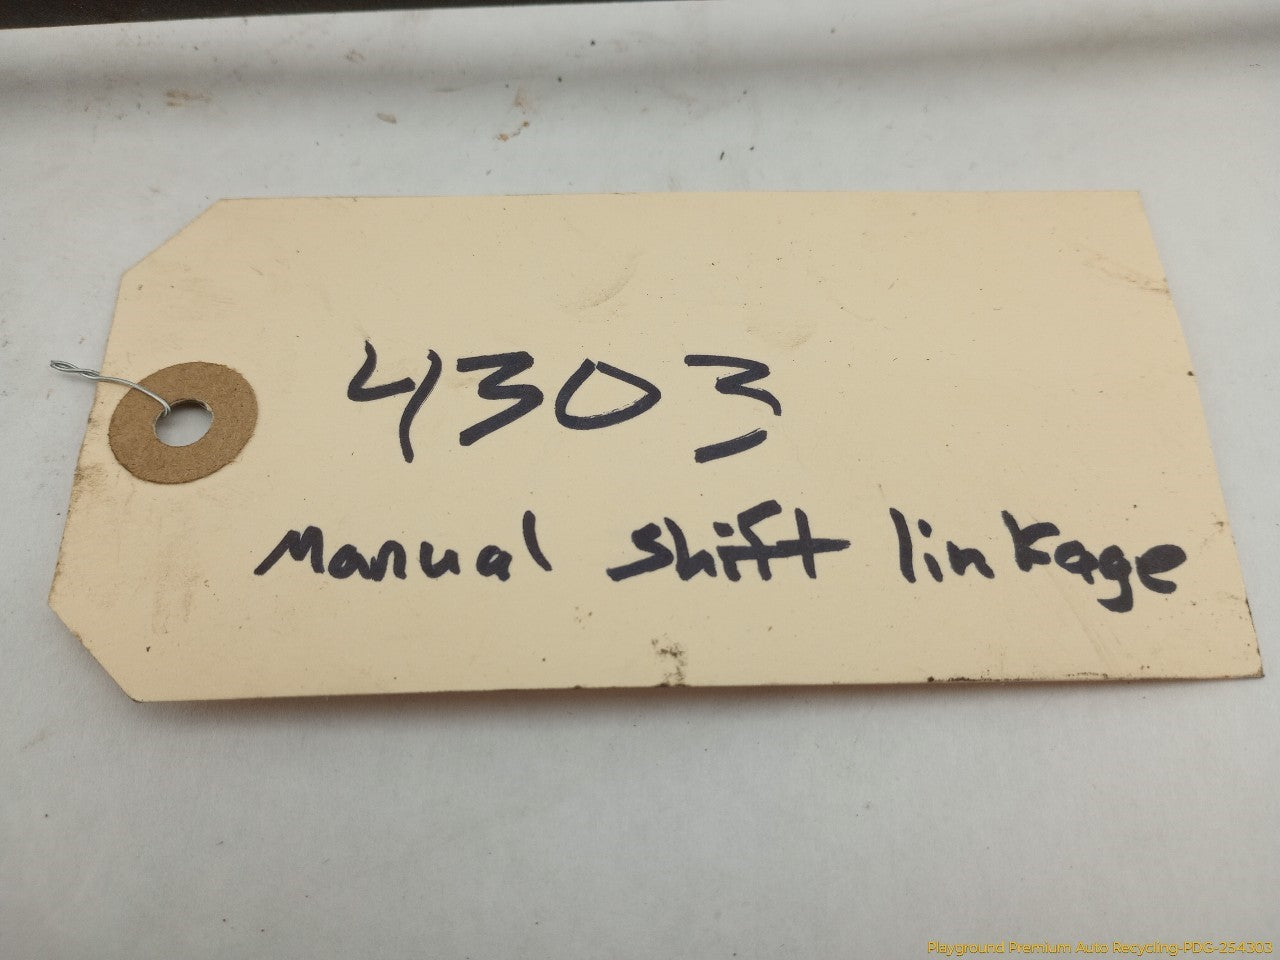 4303
Manual Shift linkage
Playground Premium Auto Recycling-PDG-254303